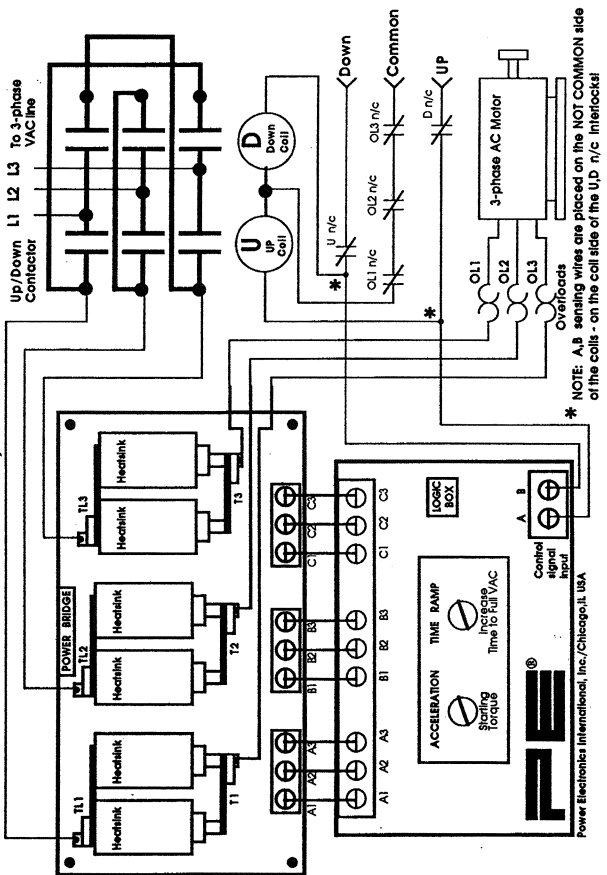 Up/Down
Contactor
L1 L2 L3
To 3-phase
VAC line
U
UP
Coil
D
Down
Coil
U n/c
Down
OL1 n/c
OL2 n/c
OL3 n/c
Common
D n/c
UP
*
*
3-phase AC Motor
OL1
OL2
OL3
Overloads
* NOTE: A,B sensing wires are placed on the NOT COMMON side
of the coils - on the coil side of the U,D n/c interlocks!
POWER BRIDGE
TL1
Heatsink
Heatsink
T1
TL2
Heatsink
Heatsink
T2
TL3
Heatsink
Heatsink
T3
A1 A2 A3
B1 B2 B3
C1 C2 C3
A1 A2 A3
B1 B2 B3
C1 C2 C3
ACCELERATION
Starting
Torque
TIME RAMP
Increase
Time to Full VAC
LOGIC
BOX
A B
Control
signal
input
PEI®
Power Electronics International, Inc./Chicago,IL USA